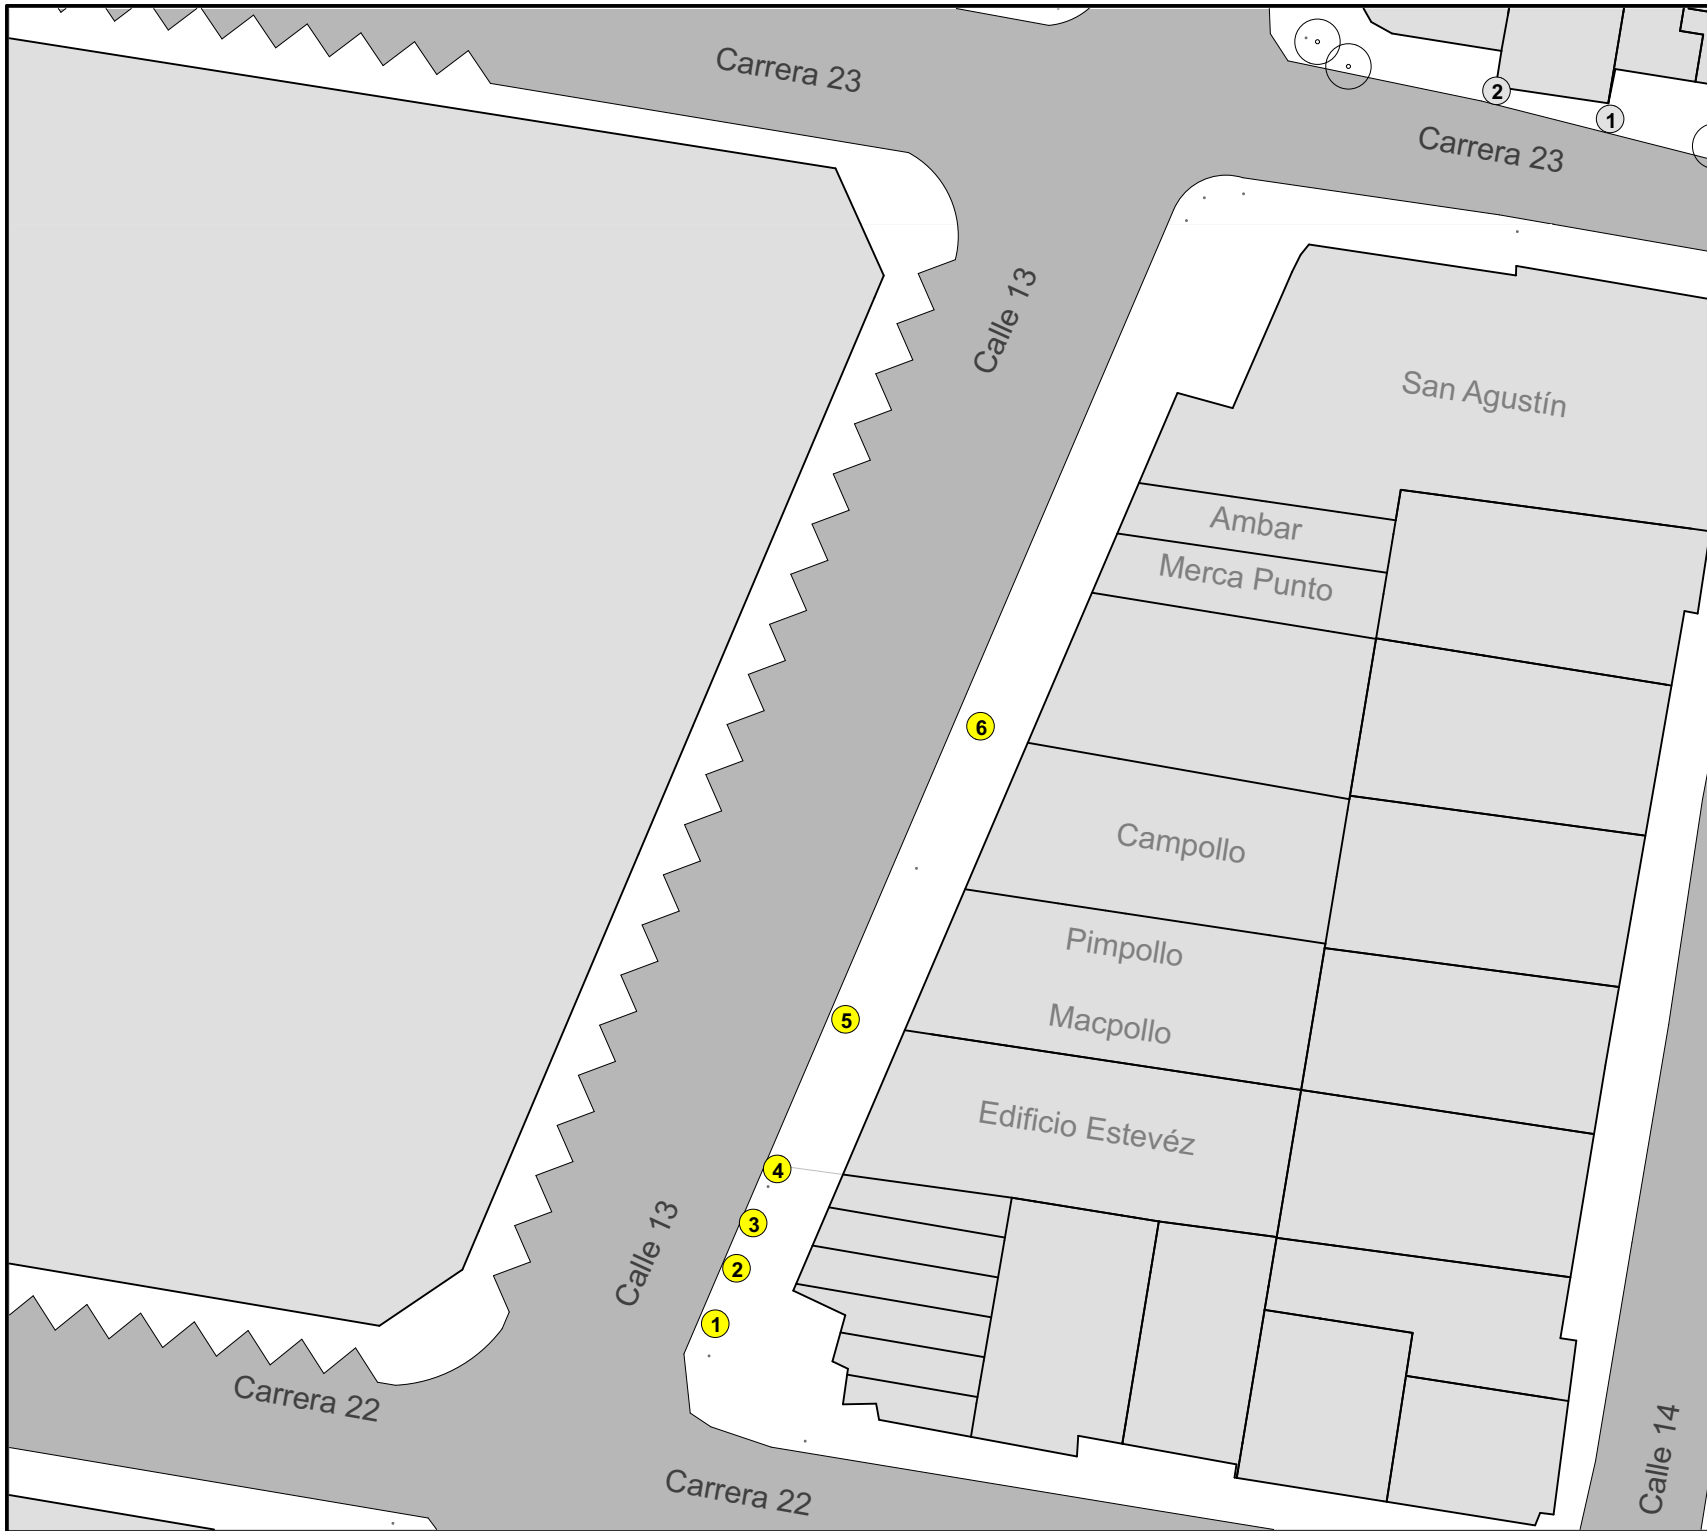 Carrera 23
2
1
Carrera 23
Calle 13
San Agustín
Ambar
Merca Punto
6
Campollo
Pimpollo
5
Macpollo
Edificio Estevéz
4
3
Calle 13
2
1
Carrera 22
Calle 14
Carrera 22